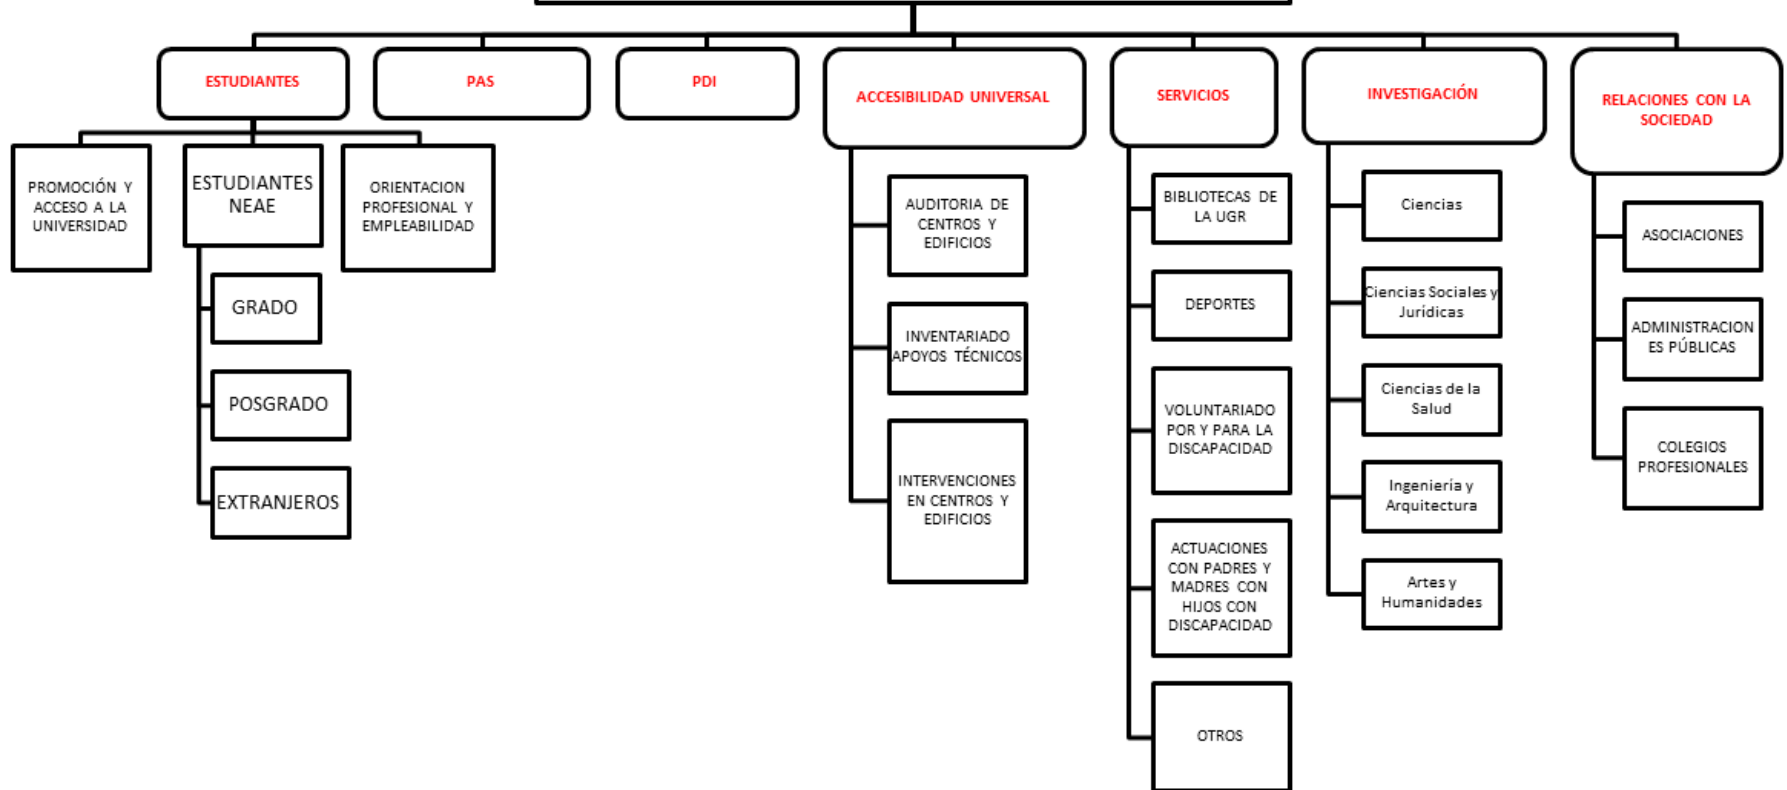 ESTUDIANTES
PAS
PDI
ACCESIBILIDAD UNIVERSAL
SERVICIOS
INVESTIGACIÓN
RELACIONES CON LA
SOCIEDAD
PROMOCIÓN Y
ACCESO A LA
UNIVERSIDAD
ESTUDIANTES
NEAE
ORIENTACION
PROFESIONAL Y
EMPLEABILIDAD
GRADO
POSGRADO
EXTRANJEROS
AUDITORIA DE
CENTROS Y
EDIFICIOS
INVENTARIADO
APOYOS TÉCNICOS
INTERVENCIONES
EN CENTROS Y
EDIFICIOS
BIBLIOTECAS DE
LA UGR
DEPORTES
VOLUNTARIADO
POR Y PARA LA
DISCAPACIDAD
ACTUACIONES
CON PADRES Y
MADRES CON
HIJOS CON
DISCAPACIDAD
OTROS
Ciencias
Ciencias Sociales y
Jurídicas
Ciencias de la
Salud
Ingeniería y
Arquitectura
Artes y
Humanidades
ASOCIACIONES
ADMINISTRACION
ES PÚBLICAS
COLEGIOS
PROFESIONALES